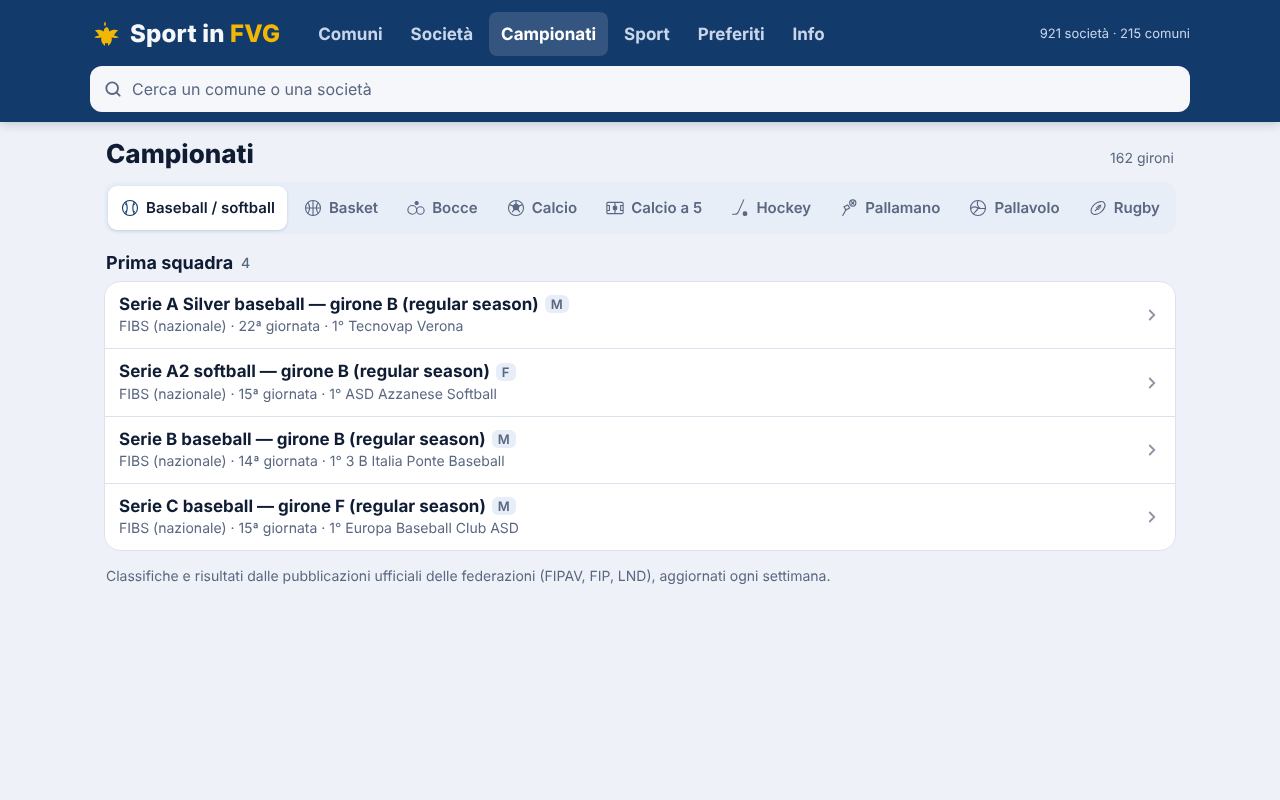 Sport in FVG
Comuni
Società
Campionati
Sport
Preferiti
Info
921 società · 215 comuni
Cerca un comune o una società
Campionati
162 gironi
Baseball / softball
Basket
Bocce
Calcio
Calcio a 5
Hockey
Pallamano
Pallavolo
Rugby
Prima squadra 4
Serie A Silver baseball — girone B (regular season) M
FIBS (nazionale) · 22ª giornata · 1° Tecnovap Verona
Serie A2 softball — girone B (regular season) F
FIBS (nazionale) · 15ª giornata · 1° ASD Azzanese Softball
Serie B baseball — girone B (regular season) M
FIBS (nazionale) · 14ª giornata · 1° 3 B Italia Ponte Baseball
Serie C baseball — girone F (regular season) M
FIBS (nazionale) · 15ª giornata · 1° Europa Baseball Club ASD
Classifiche e risultati dalle pubblicazioni ufficiali delle federazioni (FIPAV, FIP, LND), aggiornati ogni settimana.